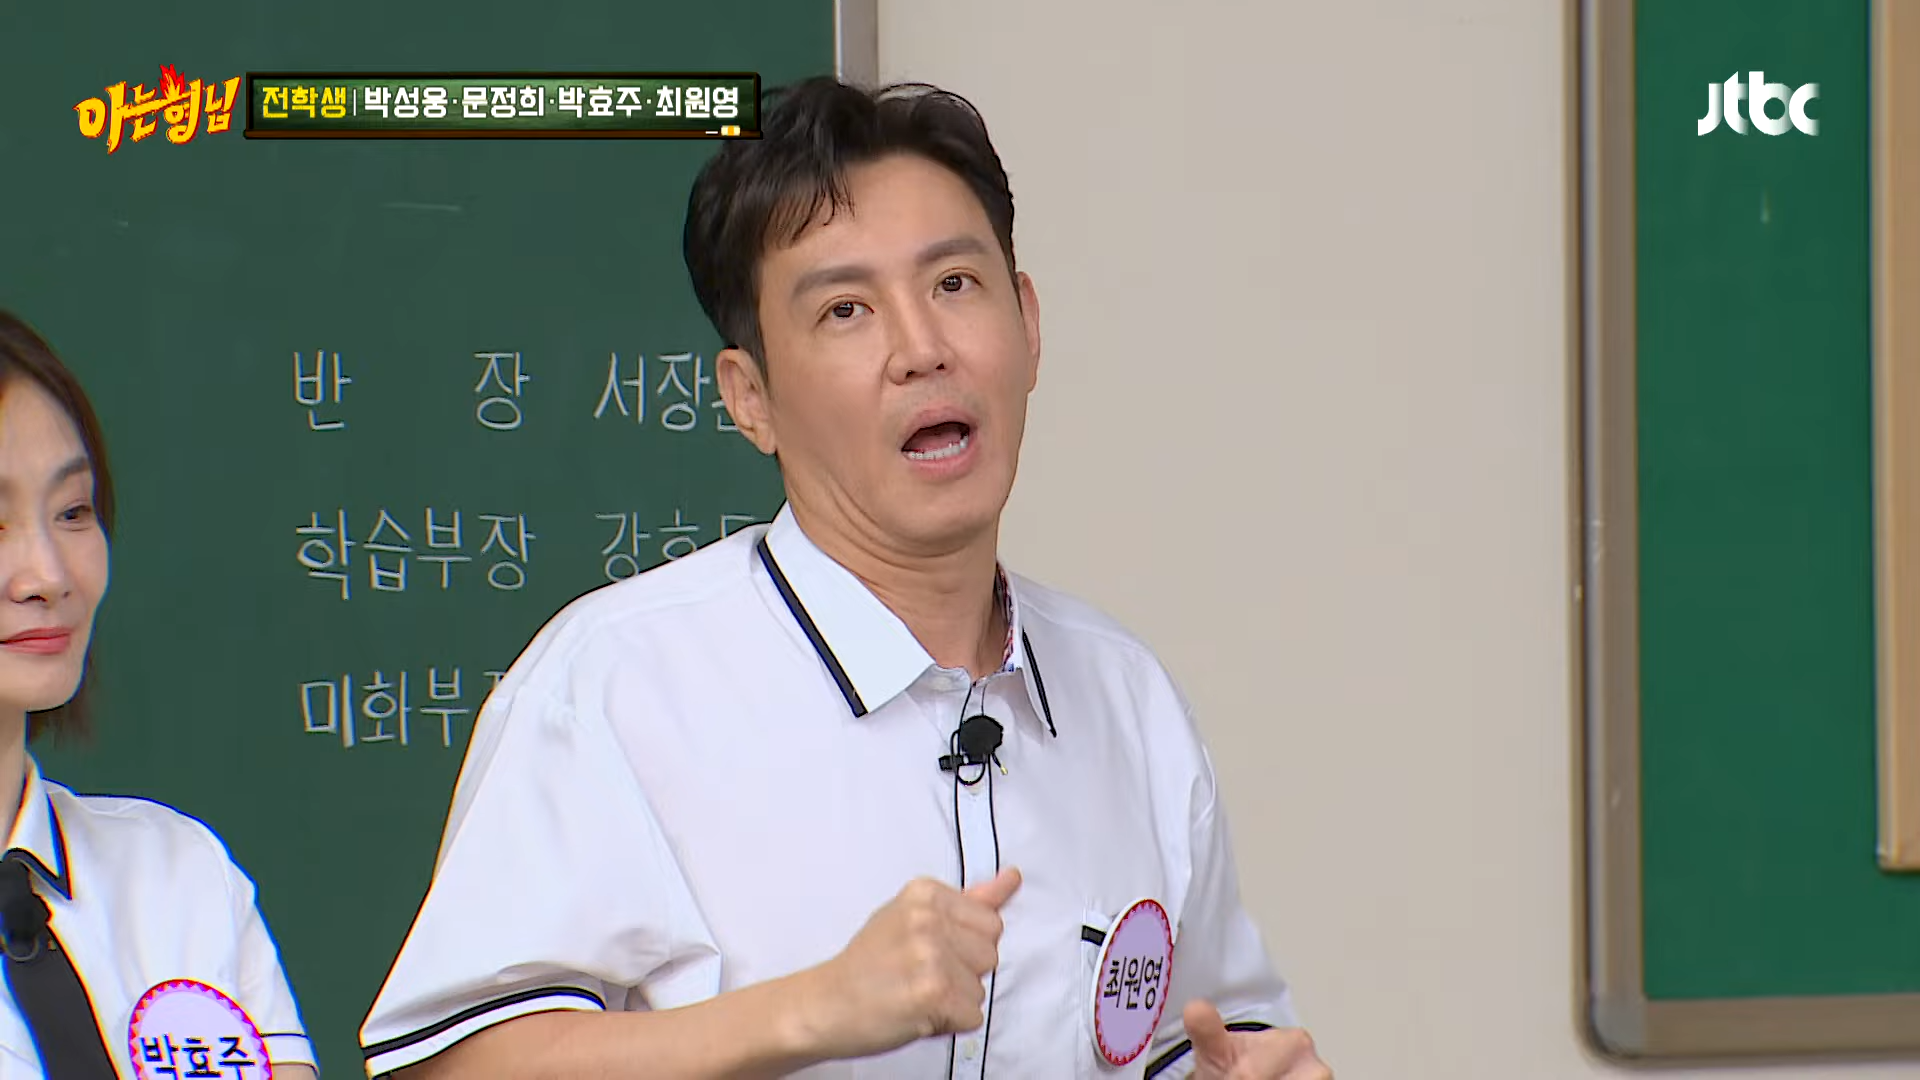 아는형님
전학생 | 박성웅·문정희·박효주·최원영
jtbc
반 장 서장
학습부장 강호
미화부
최원영
박효주